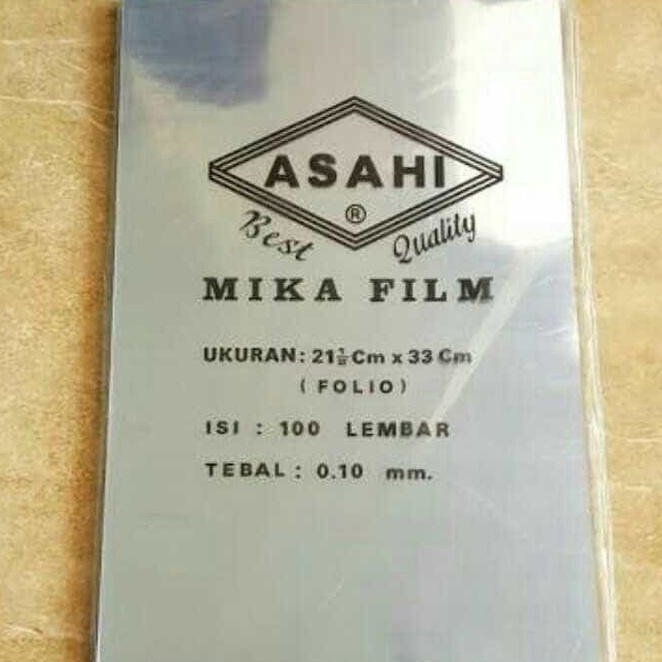 ASAHI
®
Best Quality
MIKA FILM
UKURAN: 21½ Cm x 33 Cm
( FOLIO )
ISI : 100 LEMBAR
TEBAL : 0.10 mm.